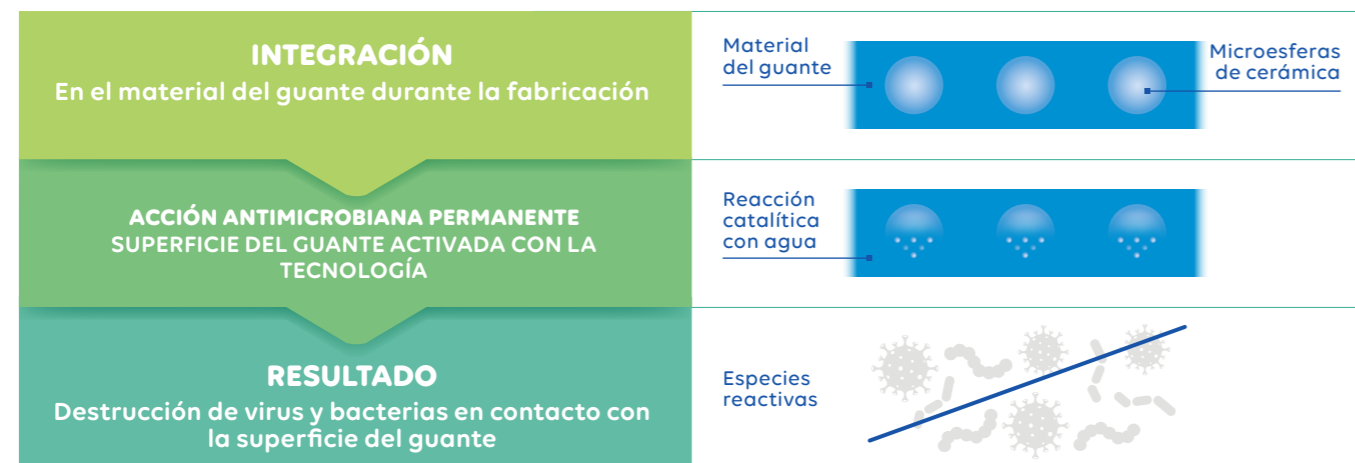 INTEGRACIÓN
En el material del guante durante la fabricación
Material
del guante
Microesferas
de cerámica
ACCIÓN ANTIMICROBIANA PERMANENTE
SUPERFICIE DEL GUANTE ACTIVADA CON LA
TECNOLOGÍA
Reacción
catalítica
con agua
RESULTADO
Destrucción de virus y bacterias en contacto con
la superficie del guante
Especies
reactivas